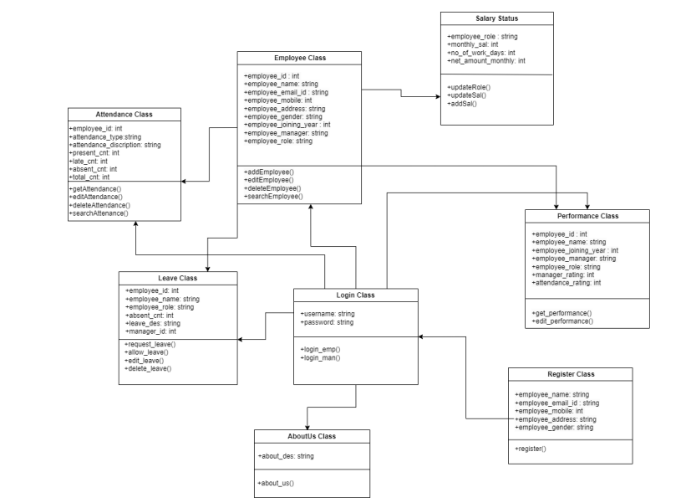 Salary Status
+employee_role : string
+monthly_sal: int
+no_of_work_days: int
+net_amount_monthly: int
+updateRole()
+updateSal()
+addSal()
Employee Class
+employee_id : int
+employee_name: string
+employee_email_id : string
+employee_mobile: int
+employee_address: string
+employee_gender: string
+employee_joining_year : int
+employee_manager: string
+employee_role: string
+addEmployee()
+editEmployee()
+deleteEmployee()
+searchEmployee()
Attendance Class
+employee_id: int
+attendance_type:string
+attendance_discription: string
+present_cnt: int
+late_cnt: int
+absent_cnt: int
+total_cnt: int
+getAttendance()
+editAttendance()
+deleteAttendance()
+searchAttenance()
Performance Class
+employee_id : int
+employee_name: string
+employee_joining_year : int
+employee_manager: string
+employee_role: string
+manager_rating: int
+attendance_rating: int
+get_performance()
+edit_performance()
Leave Class
+employee_id: int
+employee_name: string
+employee_role: string
+absent_cnt: int
+leave_des: string
+manager_id: int
+request_leave()
+allow_leave()
+edit_leave()
+delete_leave()
Login Class
+username: string
+password: string
+login_emp()
+login_man()
Register Class
+employee_name: string
+employee_email_id : string
+employee_mobile: int
+employee_address: string
+employee_gender: string
+register()
AboutUs Class
+about_des: string
+about_us()